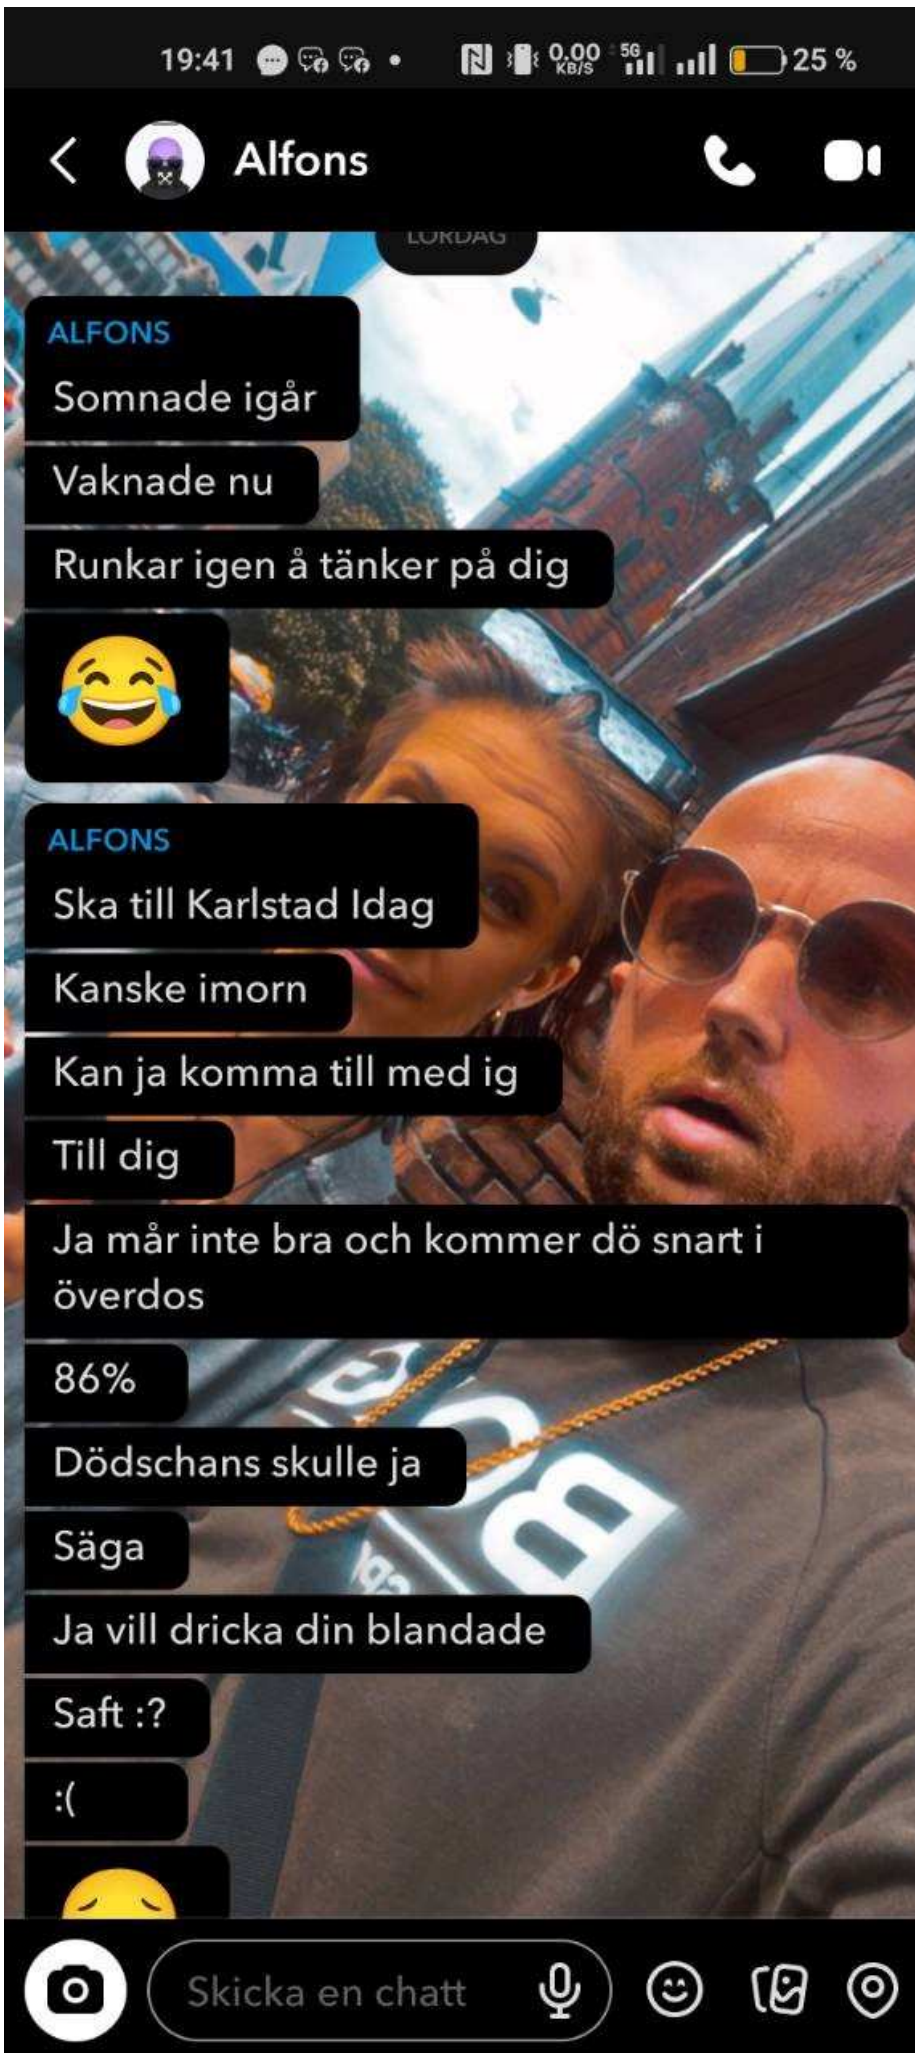 19:41
0.00
KB/S
5G
25 %
Alfons
LÖRDAG
ALFONS
Somnade igår
Vaknade nu
Runkar igen å tänker på dig
ALFONS
Ska till Karlstad Idag
Kanske imorn
Kan ja komma till med ig
Till dig
Ja mår inte bra och kommer dö snart i
överdos
86%
Dödschans skulle ja
Säga
Ja vill dricka din blandade
Saft :?
:(
Skicka en chatt